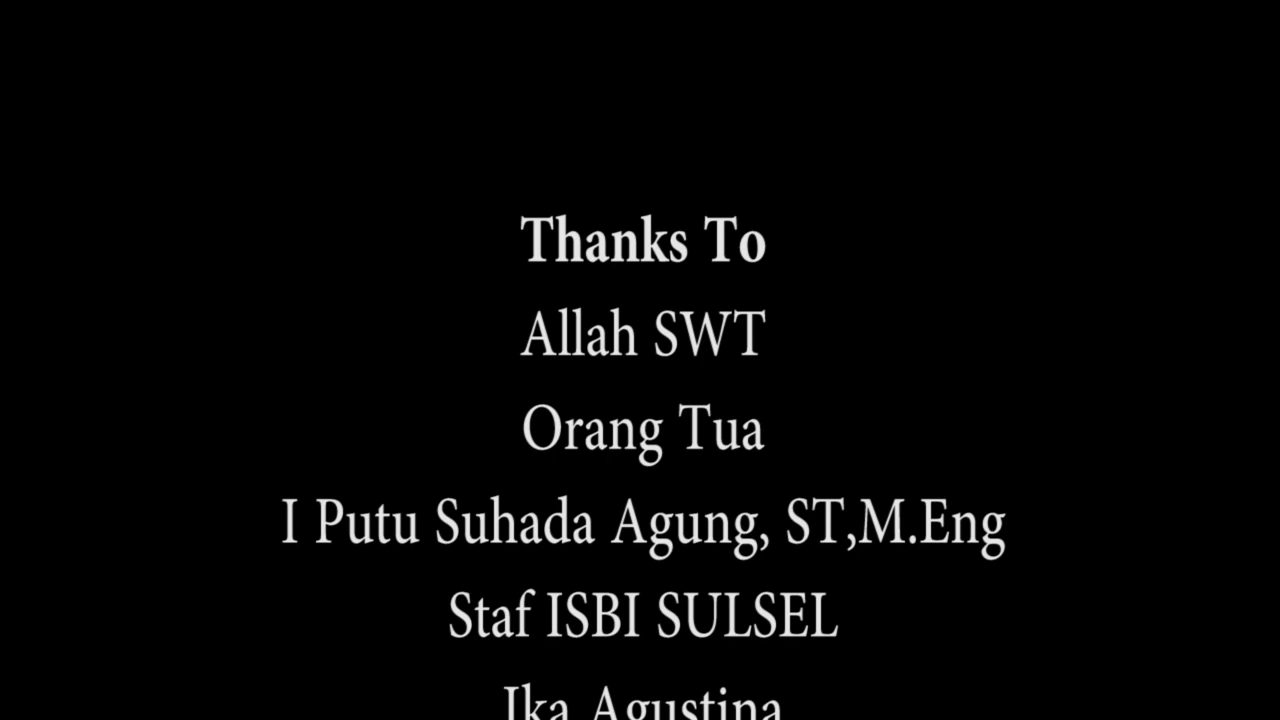 Thanks To
Allah SWT
Orang Tua
I Putu Suhada Agung, ST,M.Eng
Staf ISBI SULSEL
Ika Agustina